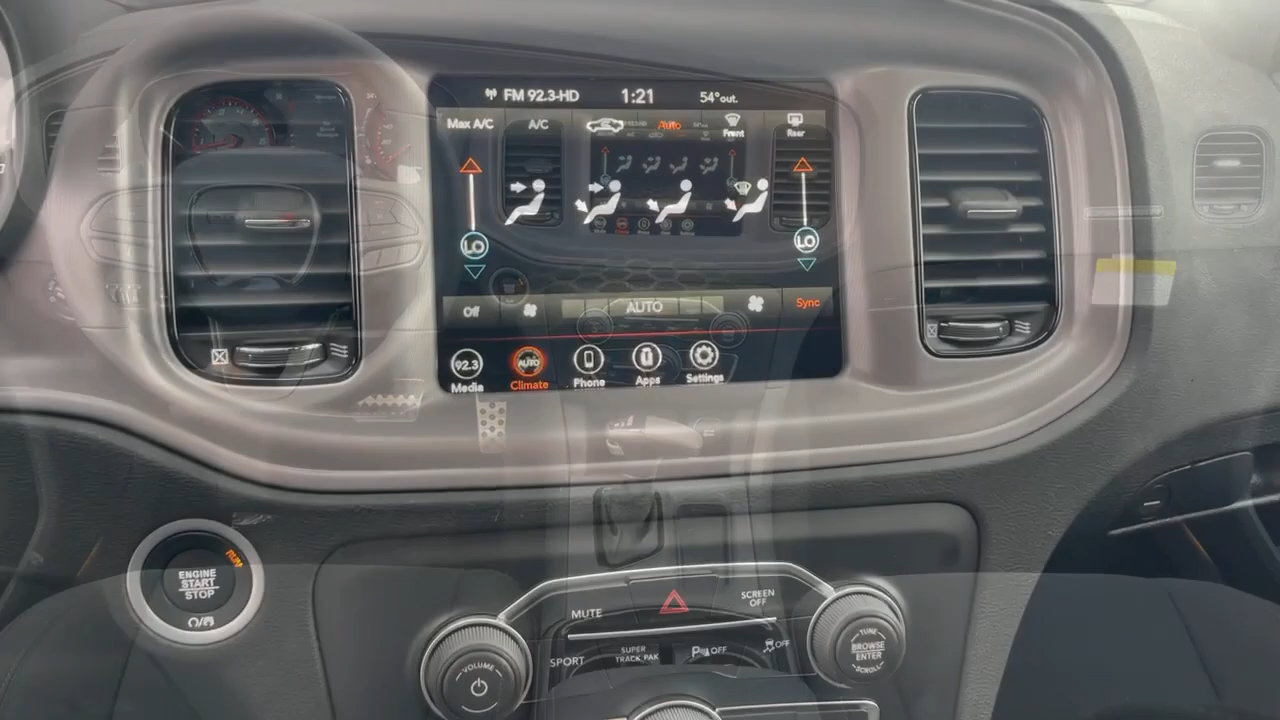 FM 92.3-HD 1:21 54°out.
Max A/C A/C Auto Front Rear
LO LO
Off AUTO Sync
92.3 AUTO
Media Climate Phone Apps Settings
RUN
ENGINE
START
STOP
MUTE SCREEN
OFF
SPORT SUPER
TRACK PAK P OFF OFF
VOLUME
TUNE
BROWSE
ENTER
SCROLL